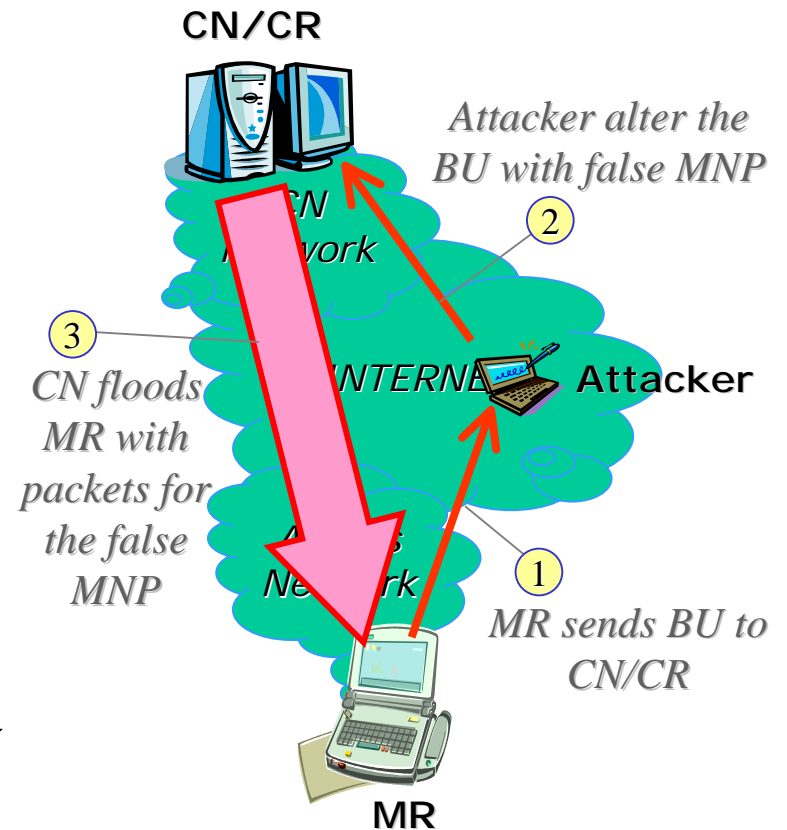 CN/CR
Attacker alter the
BU with false MNP
2
3
CN floods
MR with
packets for
the false
MNP
Attacker
1
MR sends BU to
CN/CR
MR